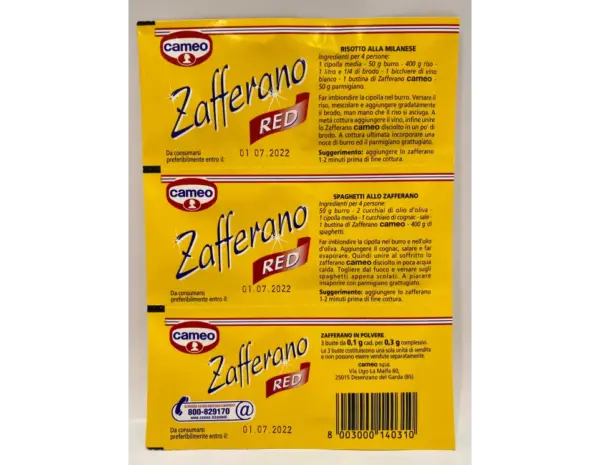 cameo
Zafferano
RED
Da consumarsi
preferibilmente entro il:
01.07.2022
RISOTTO ALLA MILANESE
Ingredienti per 4 persone:
1 cipolla media - 50 g burro - 400 g riso -
1 litro e 1/4 di brodo - 1 bicchiere di vino
bianco - 1 bustina di Zafferano cameo -
50 g parmigiano.
Far imbiondire la cipolla nel burro. Versare il
riso, mescolare e aggiungere gradatamente
il brodo, man mano che il riso si asciuga. A
metà cottura aggiungere il vino, infine unire
lo Zafferano cameo disciolto in un po' di
brodo. A cottura ultimata incorporare una
noce di burro ed il parmigiano grattugiato.
Suggerimento: aggiungere lo zafferano
1-2 minuti prima di fine cottura.
cameo
Zafferano
RED
Da consumarsi
preferibilmente entro il:
01.07.2022
SPAGHETTI ALLO ZAFFERANO
Ingredienti per 4 persone:
50 g burro - 2 cucchiai di olio d'oliva -
1 cipolla media - 1 cucchiaio di cognac - sale -
1 bustina di Zafferano cameo - 400 g di
spaghetti.
Far imbiondire la cipolla nel burro e nell'olio
d'oliva. Aggiungere il cognac, salare e far
evaporare. Quindi unire al soffritto lo
zafferano cameo disciolto in poca acqua
calda. Togliere dal fuoco e versare sugli
spaghetti appena scolati. A piacere
insaporire con parmigiano grattugiato.
Suggerimento: aggiungere lo zafferano
1-2 minuti prima di fine cottura.
cameo
Zafferano
RED
800-829170
@
Da consumarsi
preferibilmente entro il:
01.07.2022
ZAFFERANO IN POLVERE
3 buste da 0,1 g cad. per 0,3 g complessivi.
Le 3 buste costituiscono una sola unità di vendita
e non possono essere vendute separatamente.
cameo s.p.a.
Via Ugo La Malfa 60,
25015 Desenzano del Garda (BS)
8 003000 140310